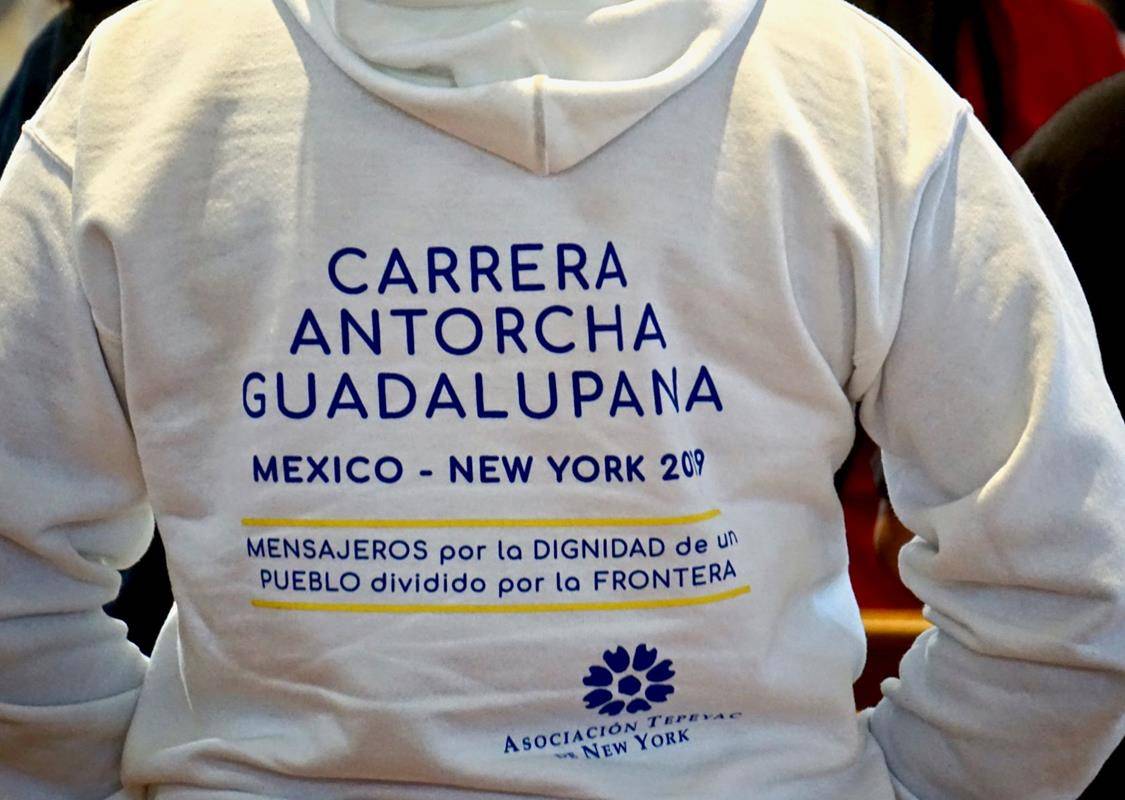 CARRERA
ANTORCHA
GUADALUPANA
MEXICO - NEW YORK 2019
MENSAJEROS por la DIGNIDAD de un
PUEBLO dividido por la FRONTERA
ASOCIACIÓN TEPEYAC
DE NEW YORK